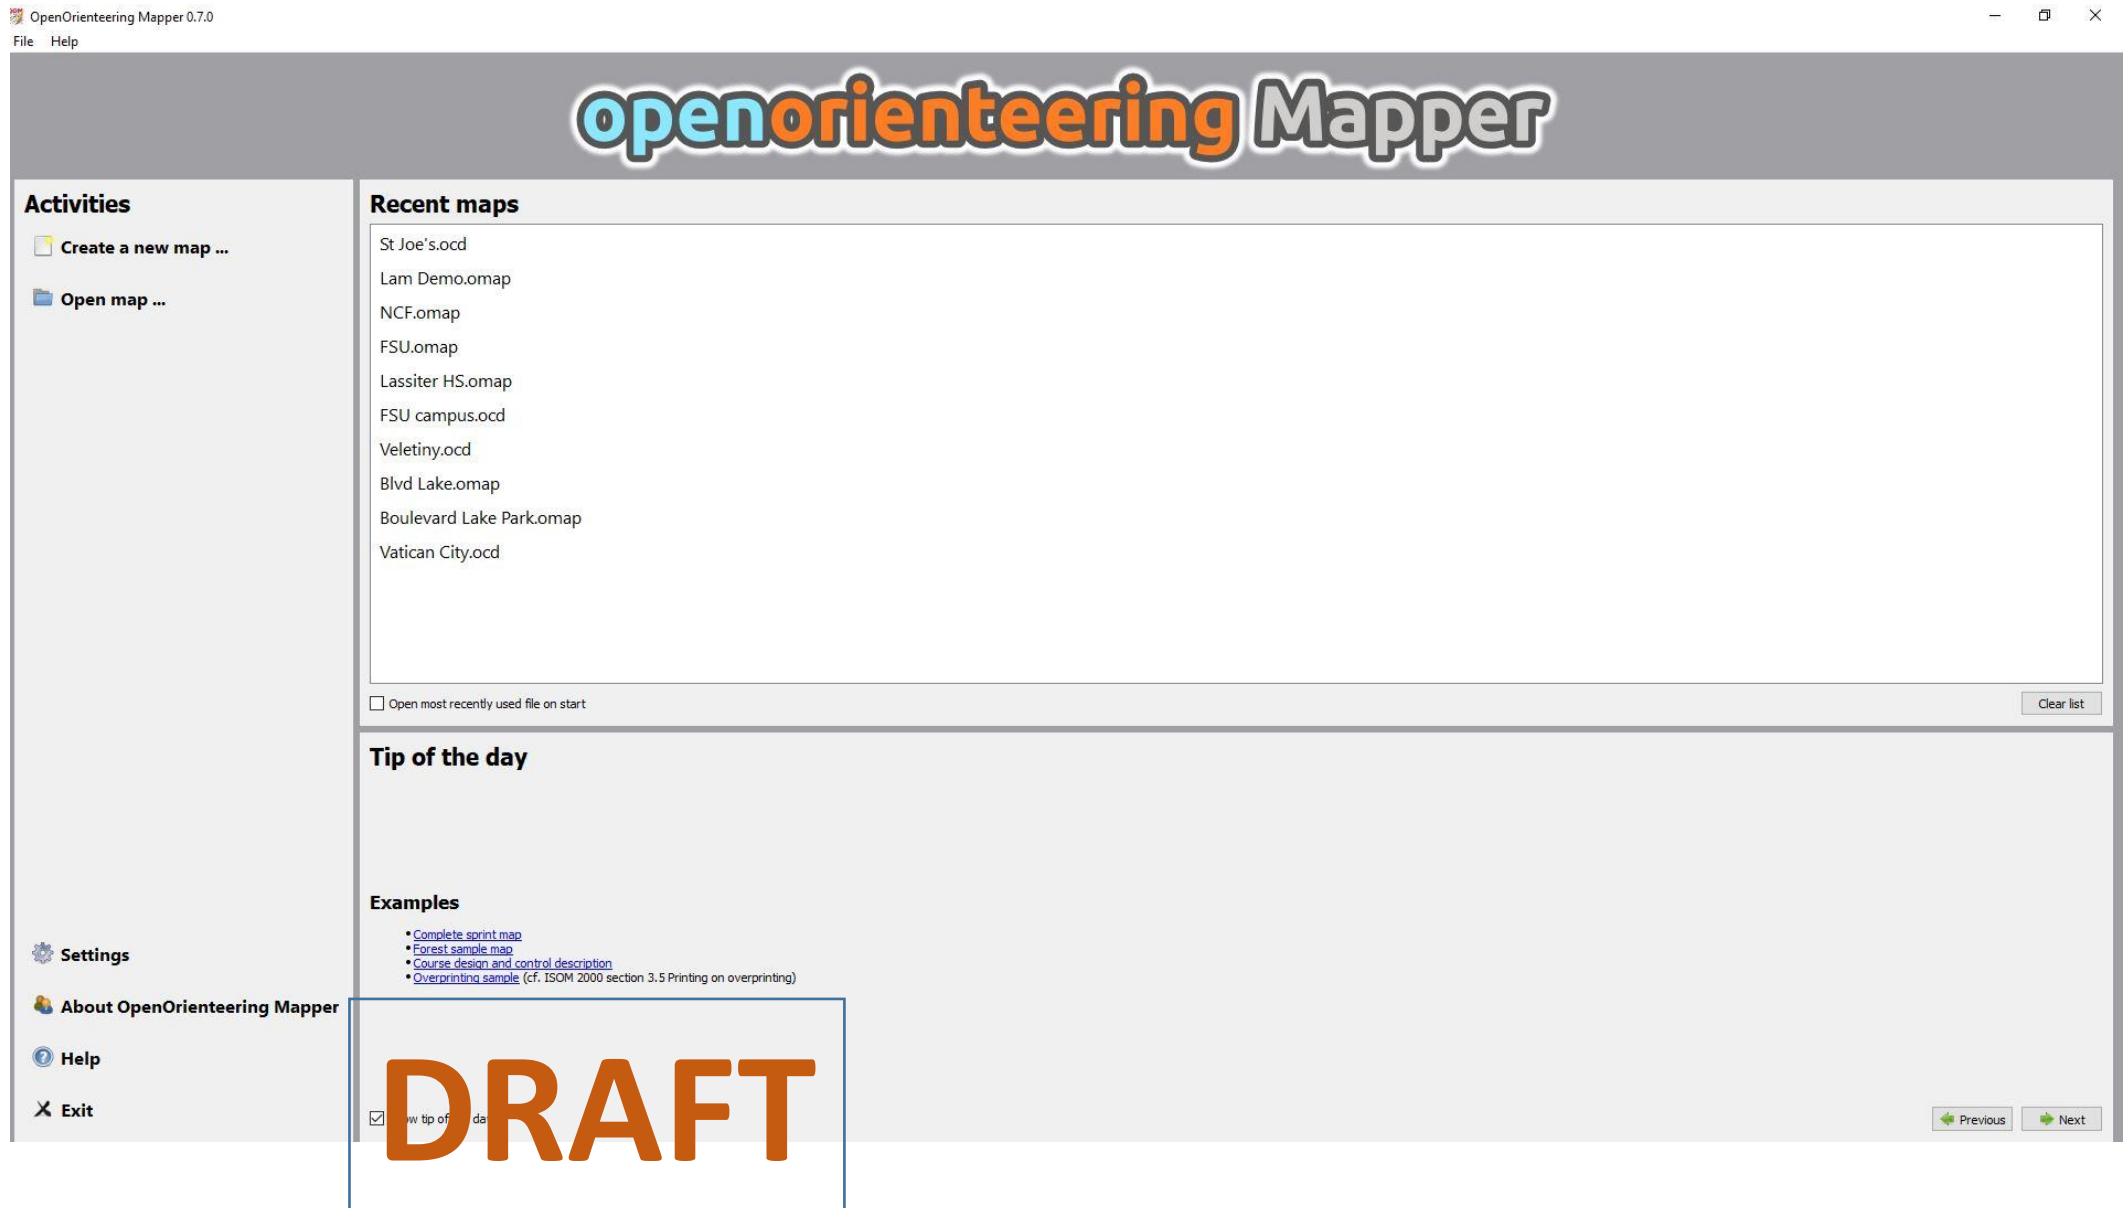 OpenOrienteering Mapper 0.7.0
File Help
openorienteering Mapper
Activities
Create a new map ...
Open map ...
Settings
About OpenOrienteering Mapper
Help
Exit
Recent maps
St Joe's.ocd
Lam Demo.omap
NCF.omap
FSU.omap
Lassiter HS.omap
FSU campus.ocd
Veletiny.ocd
Blvd Lake.omap
Boulevard Lake Park.omap
Vatican City.ocd
Open most recently used file on start
Clear list
Tip of the day
Examples
• Complete sprint map
• Forest sample map
• Course design and control description
• Overprinting sample (cf. ISOM 2000 section 3.5 Printing on overprinting)
DRAFT
tip of
Previous
Next